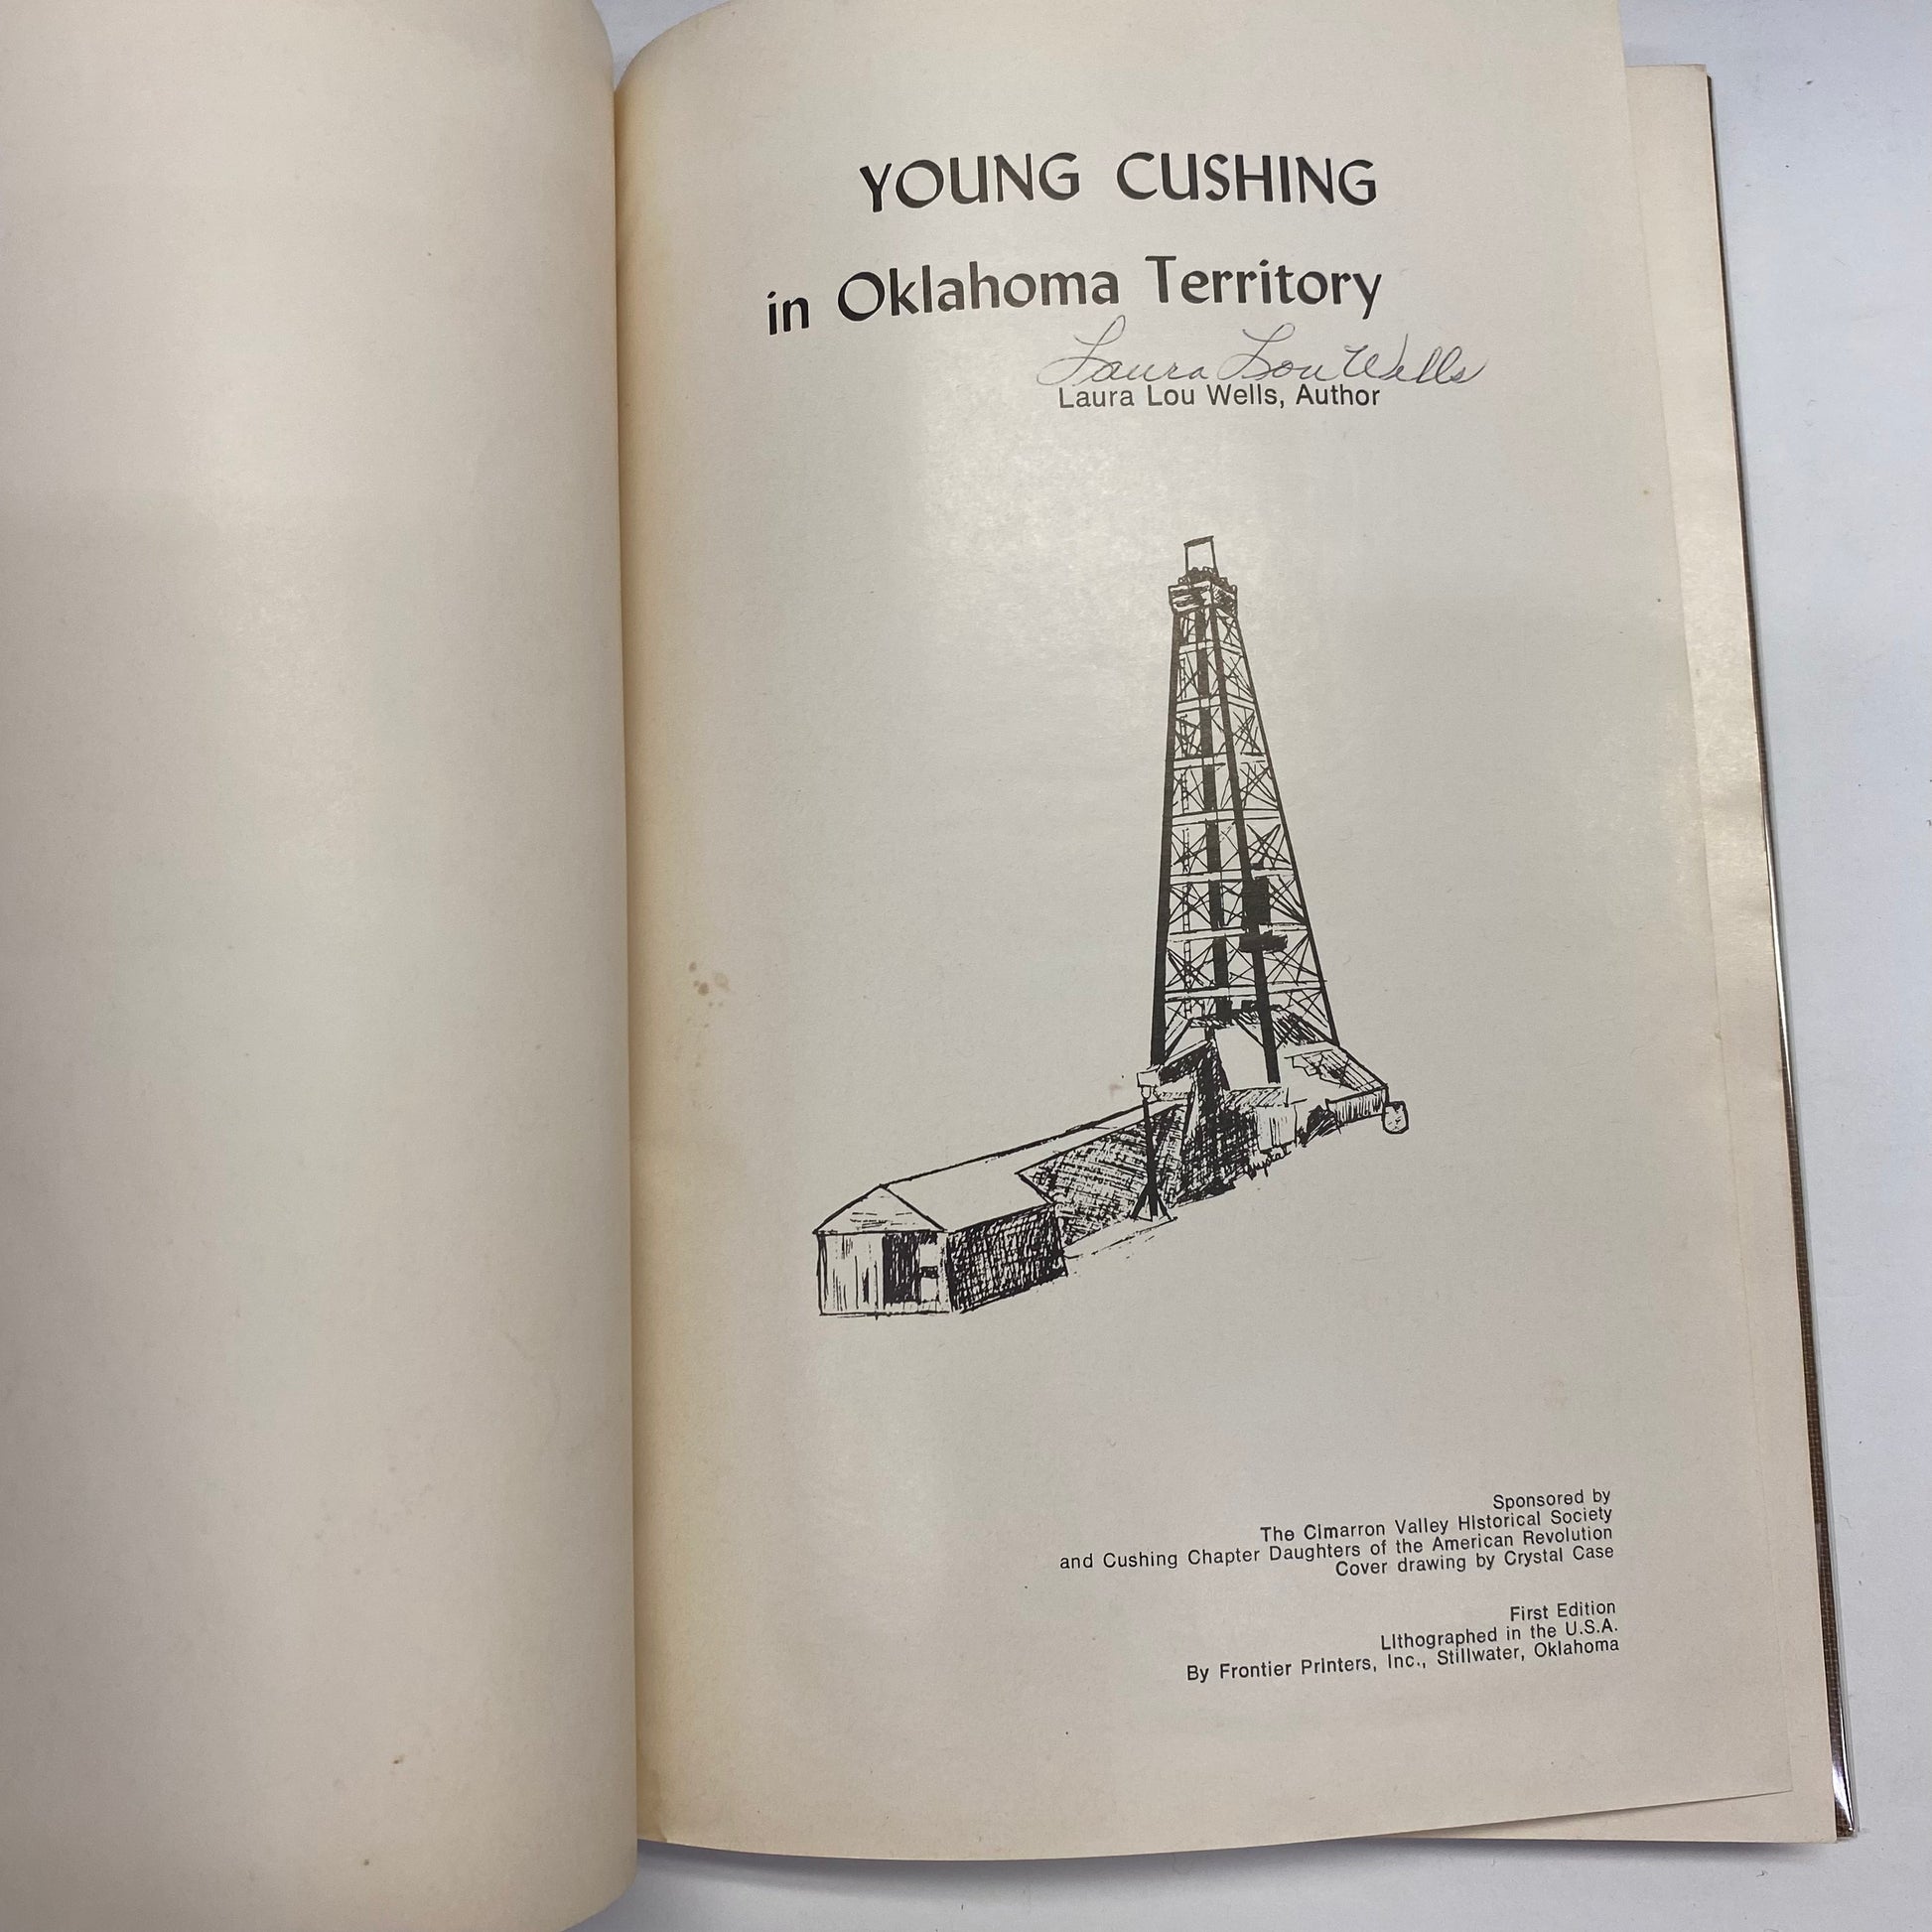 YOUNG CUSHING
in Oklahoma Territory
Laura Lou Wells
Laura Lou Wells, Author
Crystal
Sponsored by
The Cimarron Valley Historical Society
and Cushing Chapter Daughters of the American Revolution
Cover drawing by Crystal Case
First Edition
Lithographed in the U.S.A.
By Frontier Printers, Inc., Stillwater, Oklahoma